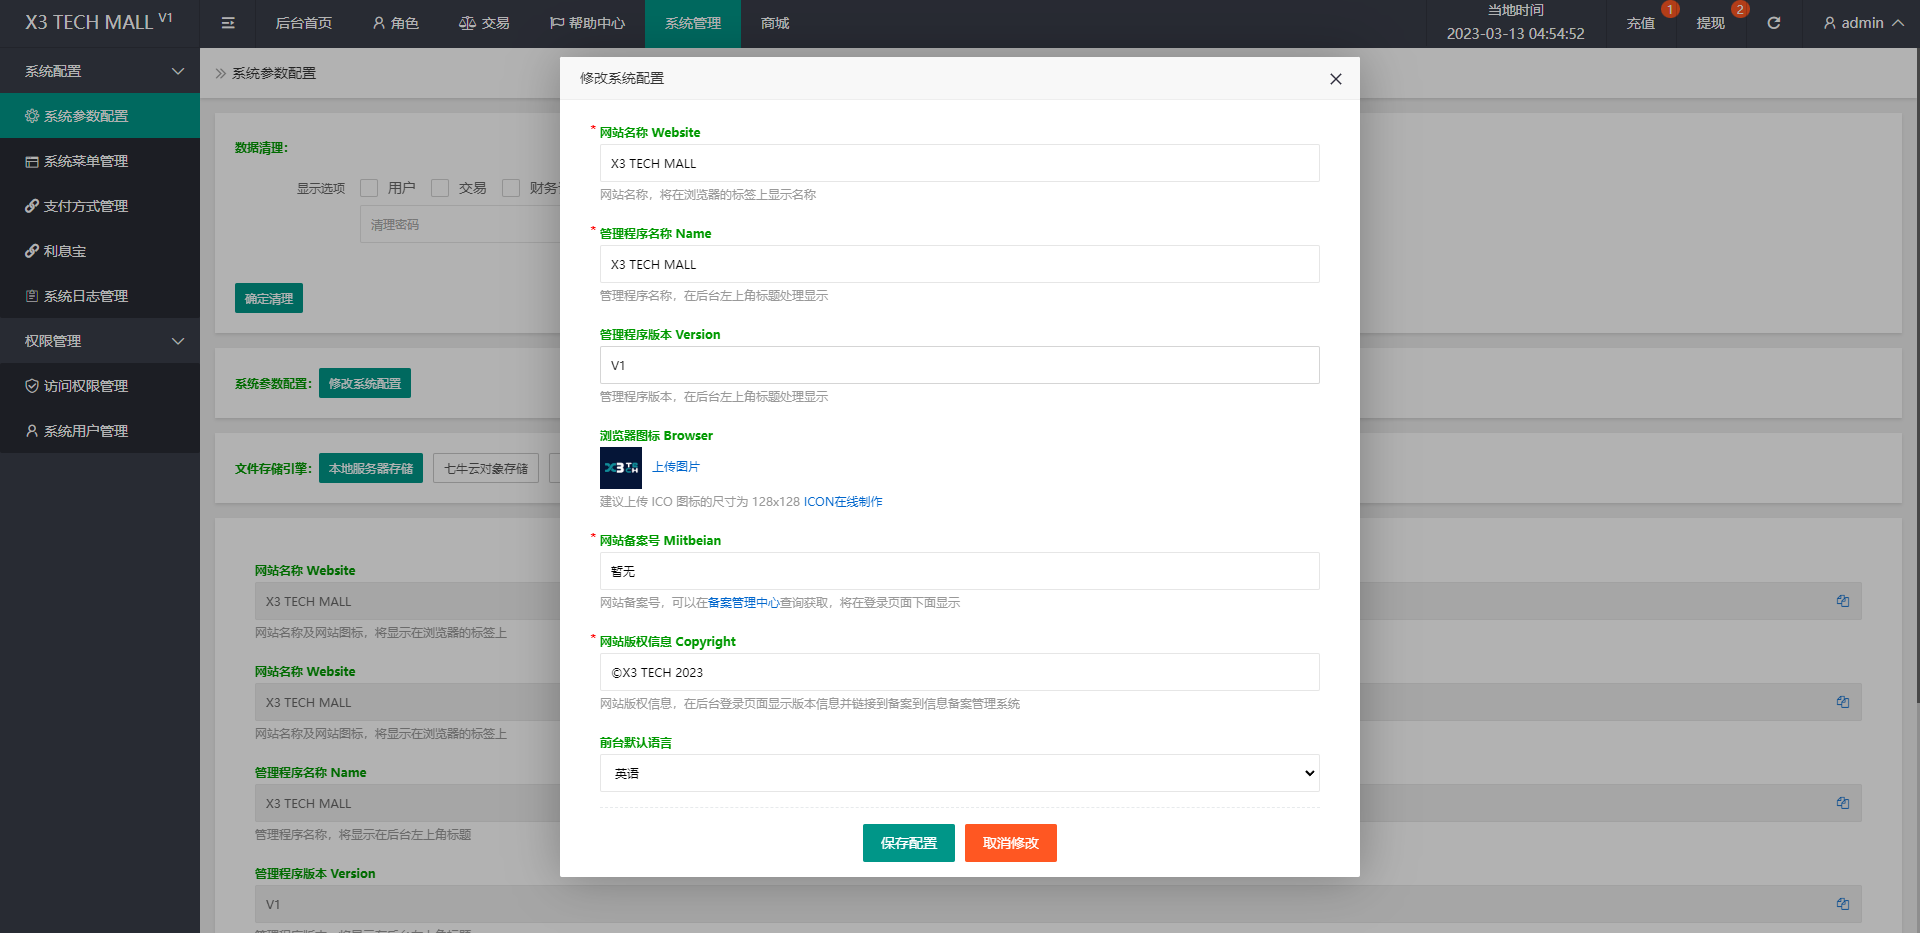 X3 TECH MALL V1
后台首页
角色
交易
帮助中心
系统管理
商城
当地时间
2023-03-13 04:54:52
充值
1
提现
2
admin
系统配置
系统参数配置
系统菜单管理
支付方式管理
利息宝
系统日志管理
权限管理
访问权限管理
系统用户管理
系统参数配置
数据清理：
显示选项
用户
交易
财务
清理密码
确定清理
系统参数配置：
修改系统配置
文件存储引擎：
本地服务器存储
七牛云对象存储
网站名称 Website
X3 TECH MALL
网站名称及网站图标，将显示在浏览器的标签上
网站名称 Website
X3 TECH MALL
网站名称及网站图标，将显示在浏览器的标签上
管理程序名称 Name
X3 TECH MALL
管理程序名称，将显示在后台左上角标题
管理程序版本 Version
V1
修改系统配置
* 网站名称 Website
X3 TECH MALL
网站名称，将在浏览器的标签上显示名称
* 管理程序名称 Name
X3 TECH MALL
管理程序名称，在后台左上角标题处理显示
管理程序版本 Version
V1
管理程序版本，在后台左上角标题处理显示
浏览器图标 Browser
X3 TECH
上传图片
建议上传 ICO 图标的尺寸为 128x128 ICON在线制作
* 网站备案号 Miitbeian
暂无
网站备案号，可以在备案管理中心查询获取，将在登录页面下面显示
* 网站版权信息 Copyright
©X3 TECH 2023
网站版权信息，在后台登录页面显示版本信息并链接到备案到信息备案管理系统
前台默认语言
英语
保存配置
取消修改